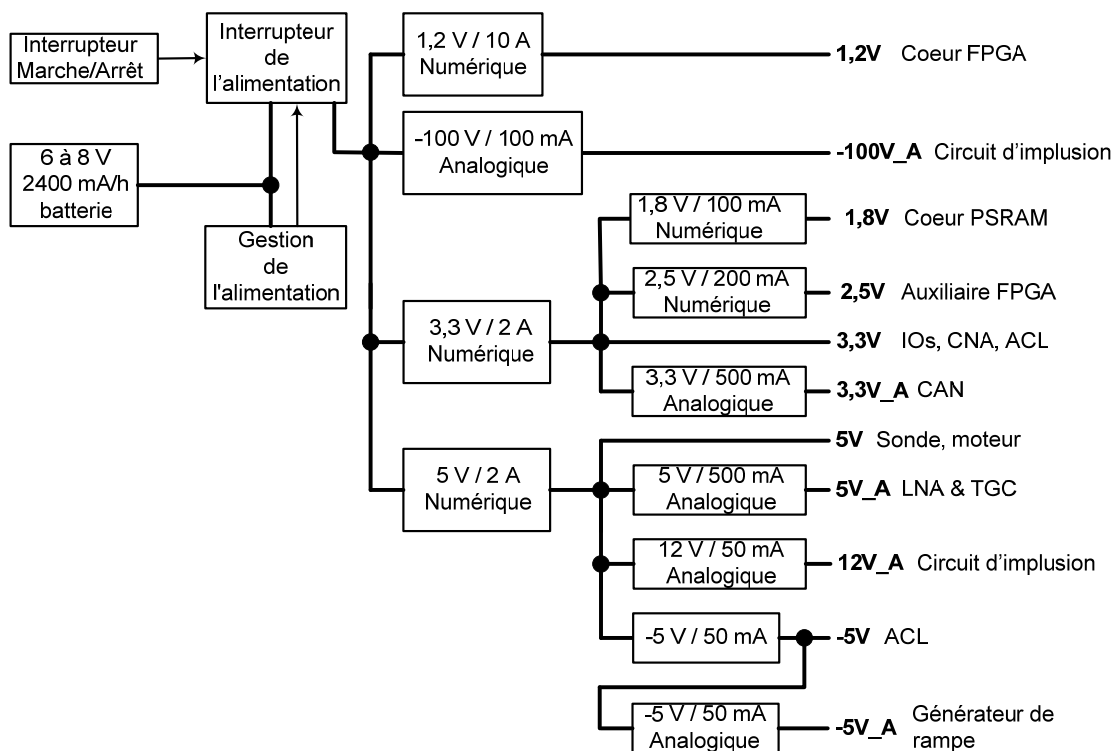 Interrupteur
Marche/Arrêt
Interrupteur
de
l'alimentation
6 à 8 V
2400 mA/h
batterie
Gestion
de
l'alimentation
1,2 V / 10 A
Numérique
1,2V Coeur FPGA
-100 V / 100 mA
Analogique
-100V_A Circuit d'implusion
1,8 V / 100 mA
Numérique
1,8V Coeur PSRAM
2,5 V / 200 mA
Numérique
2,5V Auxiliaire FPGA
3,3 V / 2 A
Numérique
3,3V IOs, CNA, ACL
3,3 V / 500 mA
Analogique
3,3V_A CAN
5V Sonde, moteur
5 V / 2 A
Numérique
5 V / 500 mA
Analogique
5V_A LNA & TGC
12 V / 50 mA
Analogique
12V_A Circuit d'implusion
-5 V / 50 mA
-5V ACL
-5 V / 50 mA
Analogique
-5V_A Générateur de
rampe